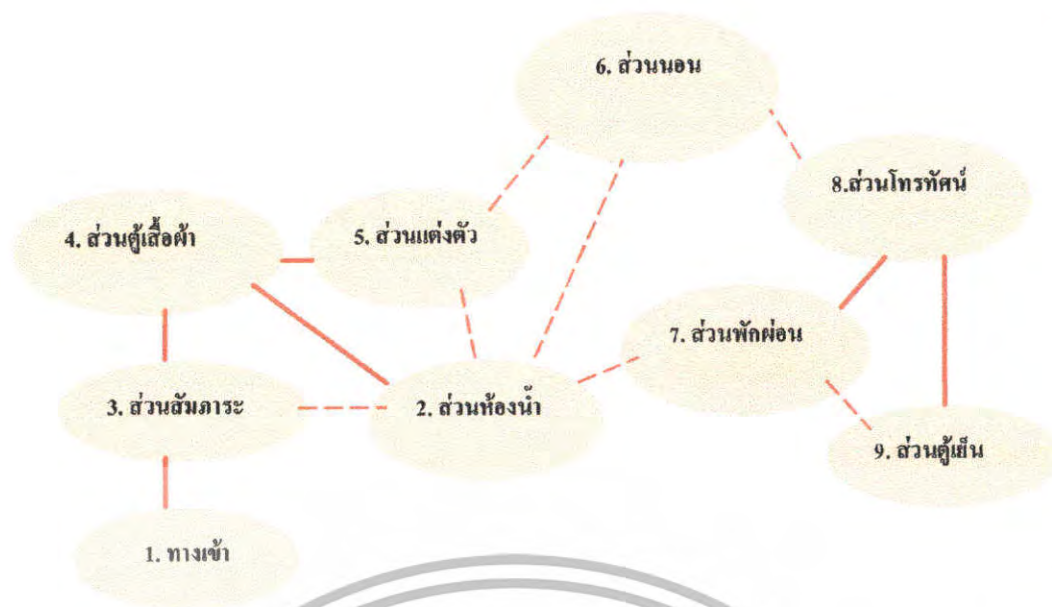 6. ส่วนนอน
8.ส่วนโทรทัศน์
4. ส่วนตู้เสื้อผ้า
5. ส่วนแต่งตัว
7. ส่วนพักผ่อน
3. ส่วนสัมภาระ
2. ส่วนห้องน้ำ
9. ส่วนตู้เย็น
1. ทางเข้า